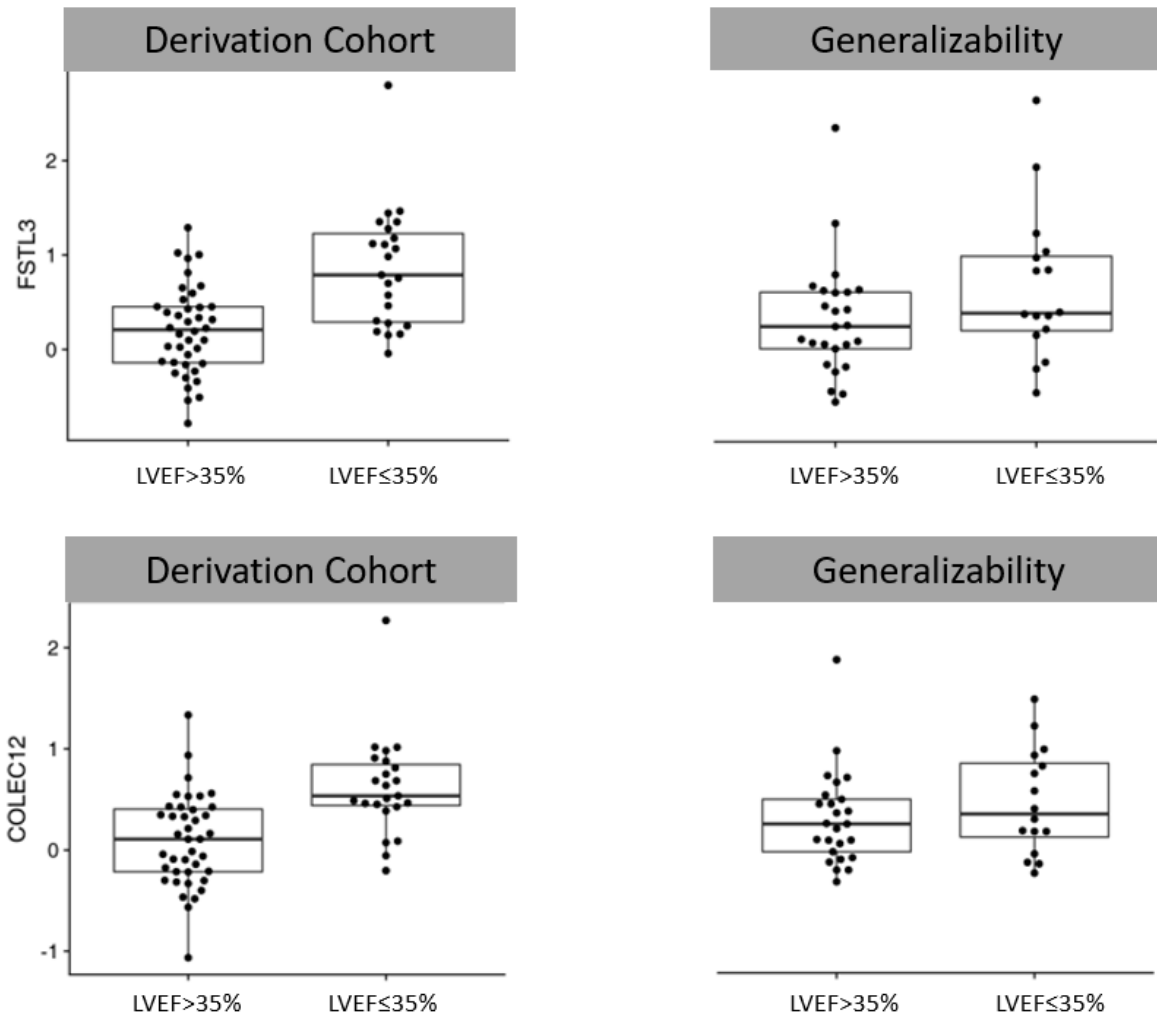 Derivation Cohort
Generalizability
FSTL3
2
1
0
LVEF>35%
LVEF≤35%
LVEF>35%
LVEF≤35%
Derivation Cohort
Generalizability
COLEC12
2
1
0
-1
LVEF>35%
LVEF≤35%
LVEF>35%
LVEF≤35%